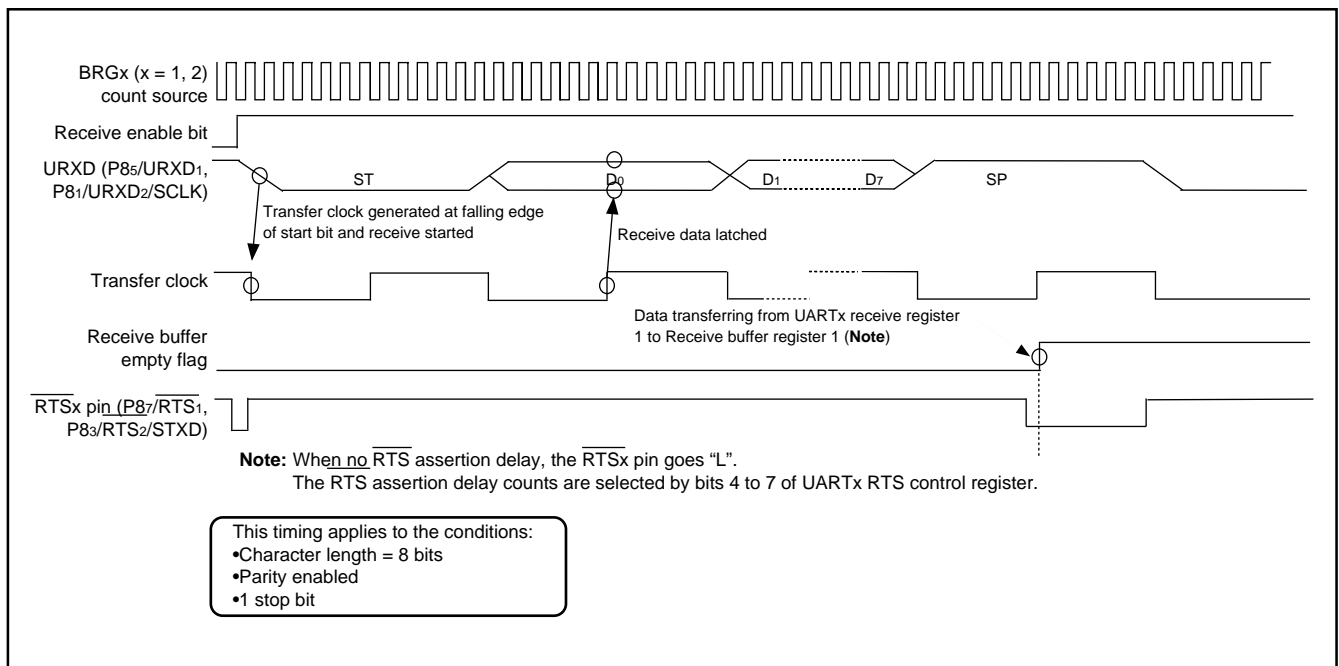 BRGx (x = 1, 2)
count source
Receive enable bit
URXD (P85/URXD1,
P81/URXD2/SCLK)
ST
D0
D1
D7
SP
Transfer clock generated at falling edge
of start bit and receive started
Receive data latched
Transfer clock
Data transferring from UARTx receive register
1 to Receive buffer register 1 (Note)
Receive buffer
empty flag
RTSx pin (P87/RTS1,
P83/RTS2/STXD)
Note: When no RTS assertion delay, the RTSx pin goes “L”.
The RTS assertion delay counts are selected by bits 4 to 7 of UARTx RTS control register.
This timing applies to the conditions:
•Character length = 8 bits
•Parity enabled
•1 stop bit